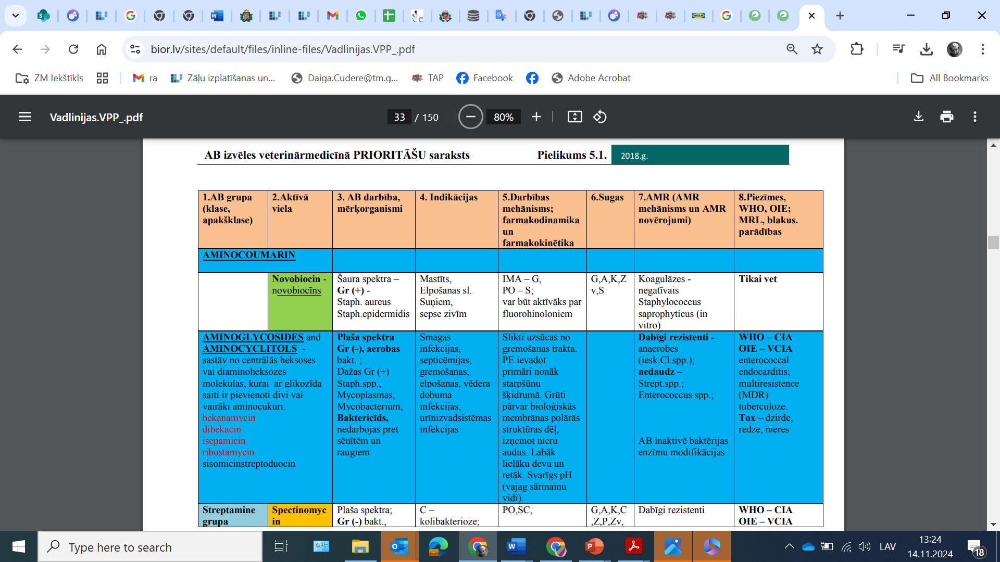 bior.lv/sites/default/files/inline-files/Vadlinijas.VPP_.pdf
ZM Iekštīkls
ra
Zāļu izplatīšanas un...
Daiga.Cudere@tm.g...
TAP
Facebook
Adobe Acrobat
All Bookmarks
Vadlinijas.VPP_.pdf
33 / 150
80%
AB izvēles veterinārmedicīnā PRIORITĀŠU saraksts
Pielikums 5.1.
2018.g.
1.AB grupa
(klase,
apakšklase)
2.Aktīvā
viela
3. AB darbība,
mērķorganismi
4. Indikācijas
5.Darbības
mehānisms;
farmakodinamika
un
farmakokinētika
6.Sugas
7.AMR (AMR
mehānisms un AMR
novērojumi)
8.Piezīmes,
WHO, OIE;
MRL, blakus.
parādības
AMINOCOUMARIN
Novobiocin -
novobiocīns
Šaura spektra –
Gr (+) -
Staph. aureus
Staph.epidermidis
Mastīts,
Elpošanas sl.
Suņiem,
sepse zivīm
IMA – G,
PO – S;
var būt aktīvāks par
fluorohinoloniem
G,A,K,Z
v,S
Koagulāzes -
negatīvais
Staphylococcus
saprophyticus (in
vitro)
Tikai vet
AMINOGLYCOSIDES and
AMINOCYCLITOLS -
sastāv no centrālās heksoses
vai diaminoheksozes
molekulas, kurai ar glikozīda
saiti ir pievienoti divi vai
vairāki aminocukuri.
bekanamycin
dibekacin
isepamicin
ribostamycin
sisomicinstreptoduocin
Plaša spektra
Gr (-), aerobas
bakt. ;
Dažas Gr (+)
Staph.spp.,
Mycoplasmas,
Mycobacterium;
Baktericīds,
nedarbojas pret
sēnītēm un
raugiem
Smagas
infekcijas,
septicēmijas,
gremošanas,
elpošanas, vēdera
dobuma
infekcijas,
urīnizvadsistēmas
infekcijas
Slikti uzsūcas no
gremošanas trakta.
PE ievadot
primāri nonāk
starpšūnu
šķidrumā. Grūti
pārvar bioloģiskās
membrānas polārās
struktūras dēļ,
izņemot nieru
audus. Labāk
lielāku devu un
retāk. Svarīgs pH
(vajag sārmainu
vidi).
Dabīgi rezistenti -
anaerobes
(iesk.Cl.spp.);
nedaudz –
Strept.spp.;
Enterococcus spp.;
AB inaktivē baktērijas
enzīmu modifikācijas
WHO – CIA
OIE – VCIA
enterococcal
endocarditis;
multiresistence
(MDR)
tuberculoze.
Tox – dzirde,
redze, nieres
Streptamine
grupa
Spectinomyc
in
Plaša spektra;
Gr (-) bakt.,
C –
kolibakterioze;
PO,SC,
G,A,K,C
,Z,P,Zv,
Dabīgi rezistenti
WHO – CIA
OIE – VCIA
Type here to search
LAV
13:24
14.11.2024
18